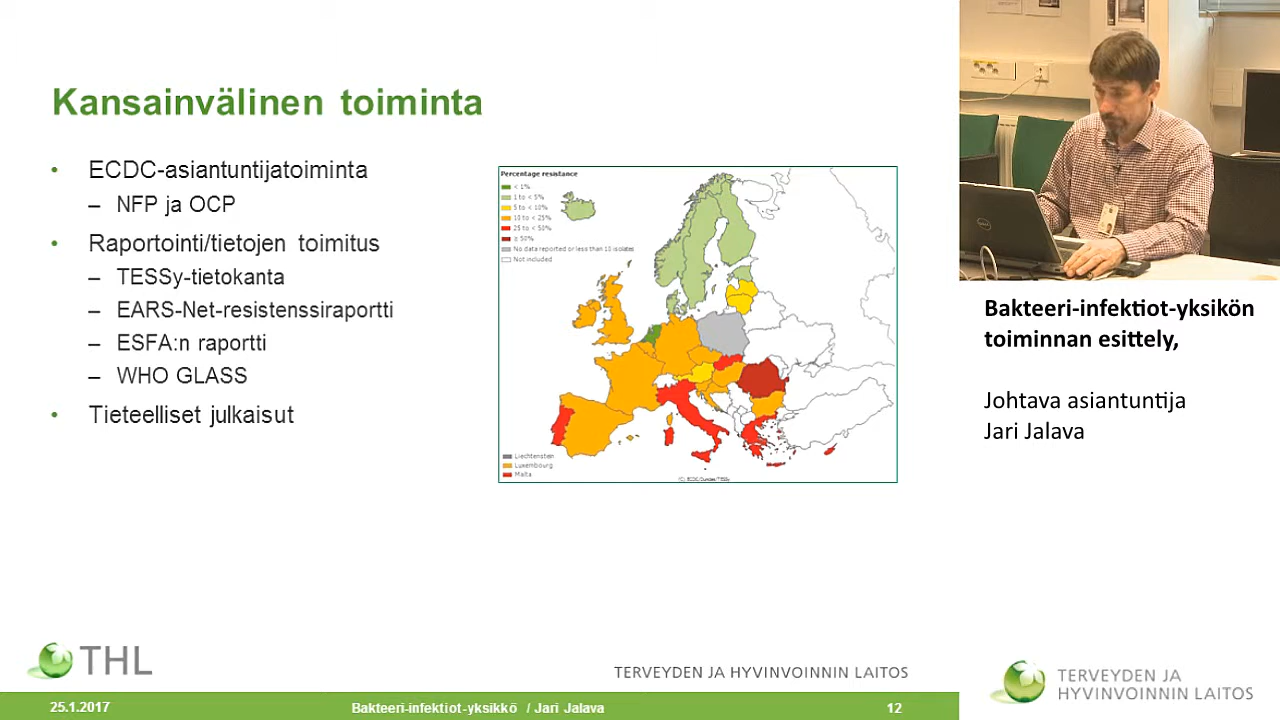 Kansainvälinen toiminta
• ECDC-asiantuntijatoiminta
– NFP ja OCP
• Raportointi/tietojen toimitus
– TESSy-tietokanta
– EARS-Net-resistenssiraportti
– ESFA:n raportti
– WHO GLASS
• Tieteelliset julkaisut
Percentage resistance
< 1%
1 to < 5%
5 to < 10%
10 to < 25%
25 to < 50%
≥ 50%
No data reported or less than 10 isolates
Not included
Liechtenstein
Luxembourg
Malta
(C) ECDC/Dundas/TESSy
DELL
Bakteeri-infektiot-yksikön
toiminnan esittely,
Johtava asiantuntija
Jari Jalava
THL
TERVEYDEN JA HYVINVOINNIN LAITOS
TERVEYDEN JA
HYVINVOINNIN LAITOS
25.1.2017
Bakteeri-infektiot-yksikkö / Jari Jalava
12